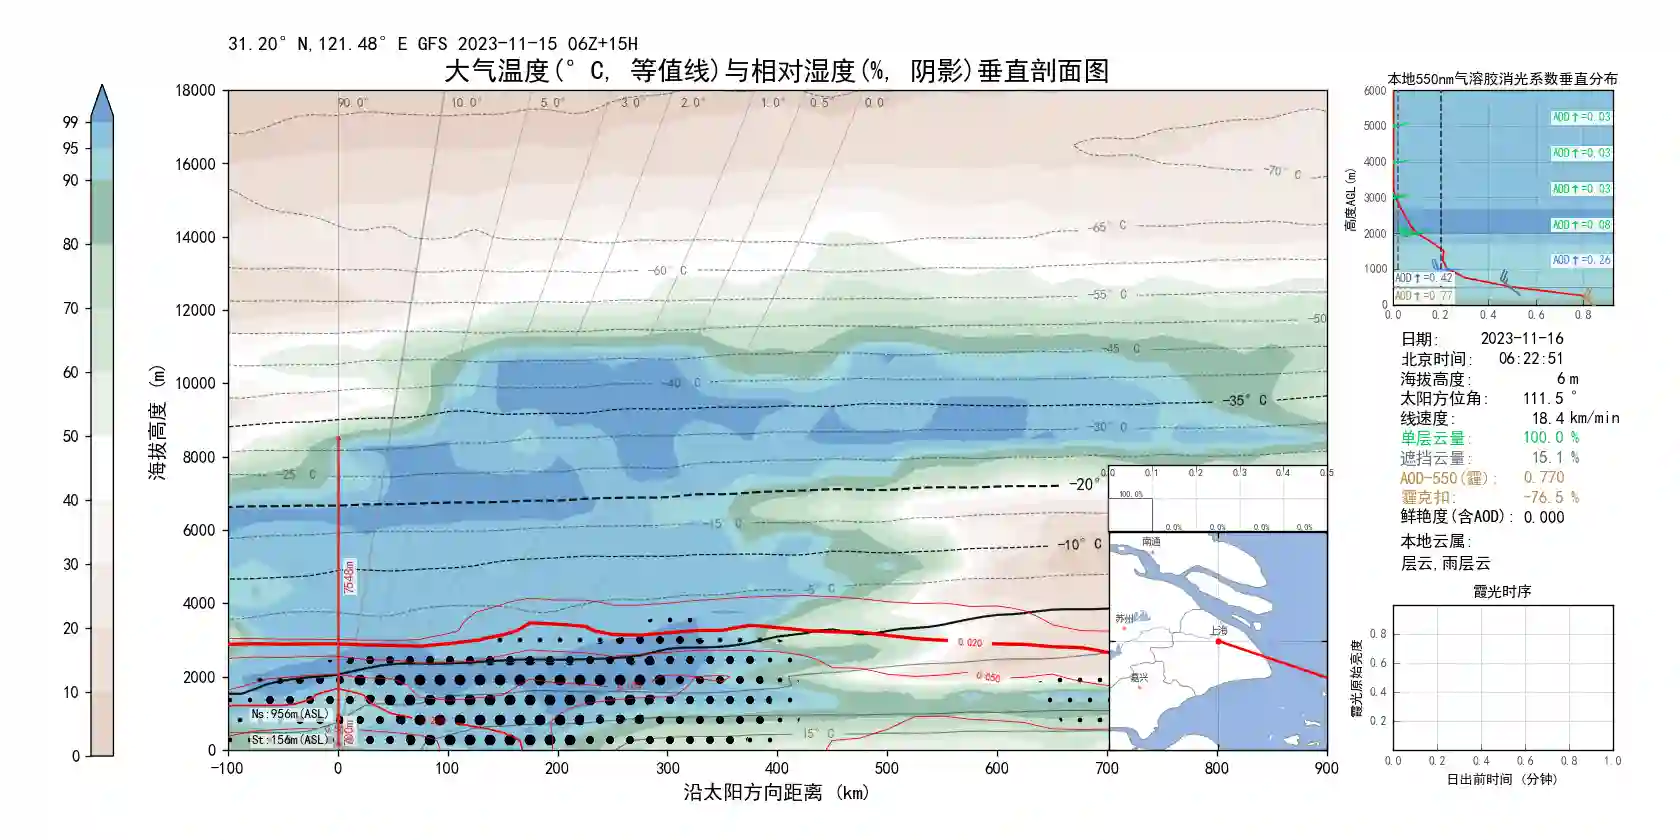 31.20° N,121.48° E GFS 2023-11-15 06Z+15H
大气温度(° C, 等值线)与相对湿度(%, 阴影)垂直剖面图
99
95
90
80
70
60
50
40
30
20
10
0
海拔高度 (m)
18000
16000
14000
12000
10000
8000
6000
4000
2000
0
90.0° 10.0° 5.0° 3.0° 2.0° 1.0° 0.5 0.0
-70° C
-65° C
-60° C
-55° C
-50
-45° C
-40° C
-35° C
-30° C
-25 C
-20°
-15° C
-10° C
-5° C
15° C
7548m
0.020
0.050
Ns:956m(ASL)
St:156m(ASL)
-100 0 100 200 300 400 500 600 700 800 900
沿太阳方向距离 (km)
0.0 0.1 0.2 0.3 0.4 0.5
100.0%
0.0% 0.0% 0.0% 0.0%
南通
苏州
上海
嘉兴
本地550nm气溶胶消光系数垂直分布
高度AGL(m)
6000
5000
4000
3000
2000
1000
0
AOD↑=0.03
AOD↑=0.03
AOD↑=0.03
AOD↑=0.08
AOD↑=0.26
AOD↑=0.42
AOD↑=0.77
0.0 0.2 0.4 0.6 0.8
日期: 2023-11-16
北京时间: 06:22:51
海拔高度: 6 m
太阳方位角: 111.5 °
线速度: 18.4 km/min
单层云量: 100.0 %
遮挡云量: 15.1 %
AOD-550(霾): 0.770
霾克扣: -76.5 %
鲜艳度(含AOD): 0.000
本地云属:
层云,雨层云
霞光时序
霞光原始亮度
0.8
0.6
0.4
0.2
0.0 0.2 0.4 0.6 0.8 1.0
日出前时间 (分钟)